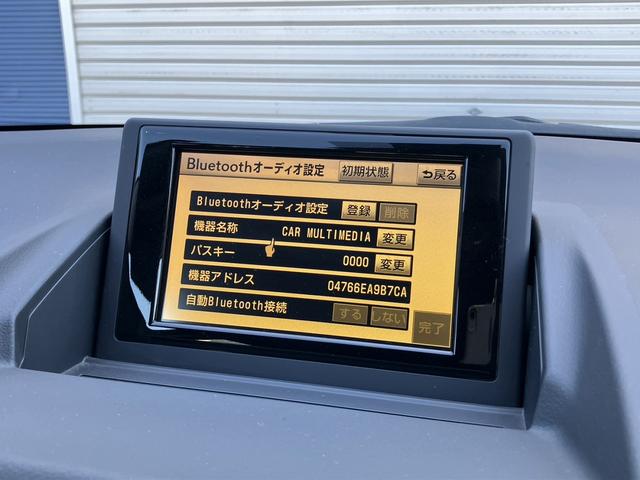 Bluetoothオーディオ設定 初期状態 戻る
Bluetoothオーディオ設定 登録 削除
機器名称 CAR MULTIMEDIA 変更
パスキー 0000 変更
機器アドレス 04766EA9B7CA
自動Bluetooth接続 する しない
完了